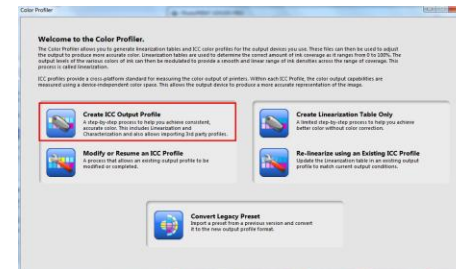 Color Profiler
Welcome to the Color Profiler.
The Color Profiler allows you to generate linearization tables and ICC color profiles for the output devices you use. These files can then be used to adjust
the output to produce more accurate color. Linearization tables are used to determine the correct amount of ink coverage as it ranges from 0 to 100%. The
output levels of the various colors of ink can then be modulated to provide a smooth and linear range of ink densities across the range of coverage. This
process is called linearization.
ICC profiles provide a cross-platform standard for measuring the color output of printers. Within each ICC Profile, the color output capabilities are
measured using a device-independent color space. This allows the output device to produce a more accurate representation of the image.
Create ICC Output Profile
A step-by-step process to help you achieve consistent,
accurate color. This includes Linearization and
Characterization and also allows importing 3rd party profiles.
Create Linearization Table Only
A limited step-by-step process to help you achieve
better color without color correction.
Modify or Resume an ICC Profile
A process that allows an existing output profile to be
modified or completed.
Re-linearize using an Existing ICC Profile
Update the Linearization table in an existing output
profile to match current output conditions.
Convert Legacy Preset
Import a preset from a previous version and convert
it to the new output profile format.